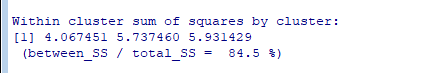 Within cluster sum of squares by cluster:
[1] 4.067451 5.737460 5.931429
(between_SS / total_SS =  84.5 %)